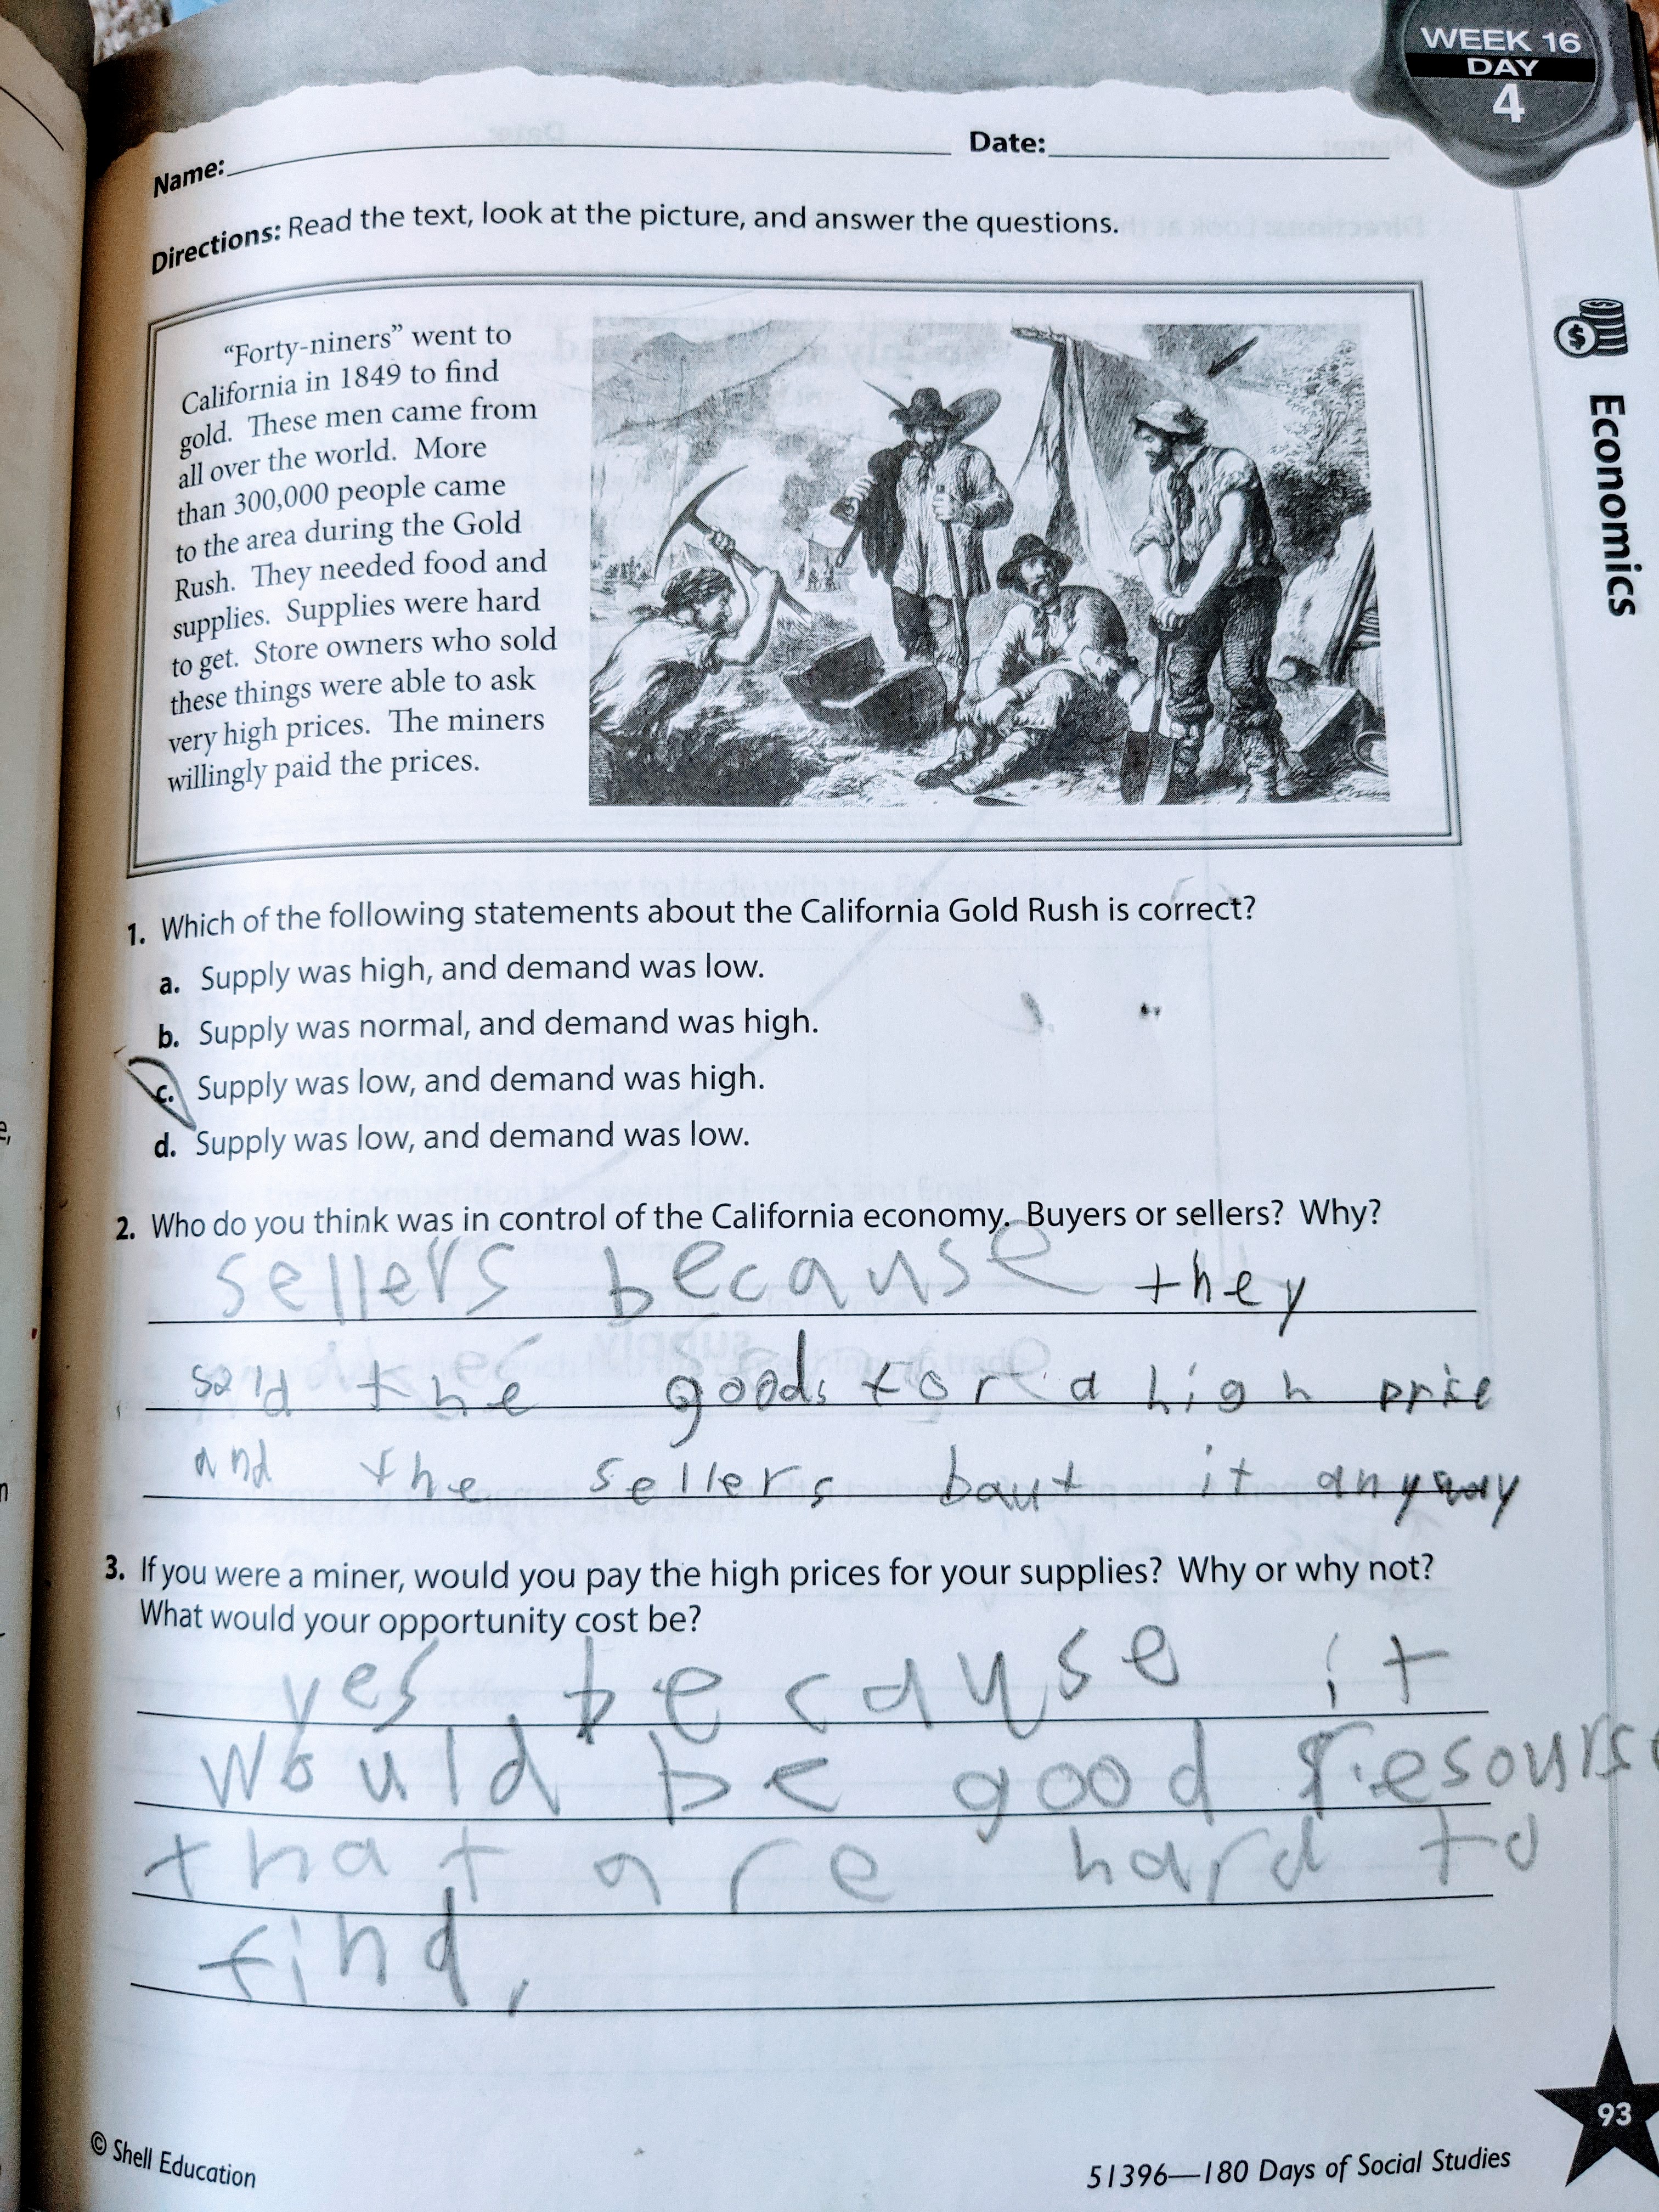 WEEK 16
DAY
4
Name: Date:
Directions: Read the text, look at the picture, and answer the questions.
Economics
"Forty-niners" went to
California in 1849 to find
gold. These men came from
all over the world. More
than 300,000 people came
to the area during the Gold
Rush. They needed food and
supplies. Supplies were hard
to get. Store owners who sold
these things were able to ask
very high prices. The miners
willingly paid the prices.
1. Which of the following statements about the California Gold Rush is correct?
a. Supply was high, and demand was low.
b. Supply was normal, and demand was high.
c. Supply was low, and demand was high.
d. Supply was low, and demand was low.
2. Who do you think was in control of the California economy. Buyers or sellers? Why?
sellers because they
sold the goods for a high price
and the sellers baut it anyway
3. If you were a miner, would you pay the high prices for your supplies? Why or why not?
What would your opportunity cost be?
yes because it
would be good resourse
that are hard to
find,
93
© Shell Education
51396—180 Days of Social Studies